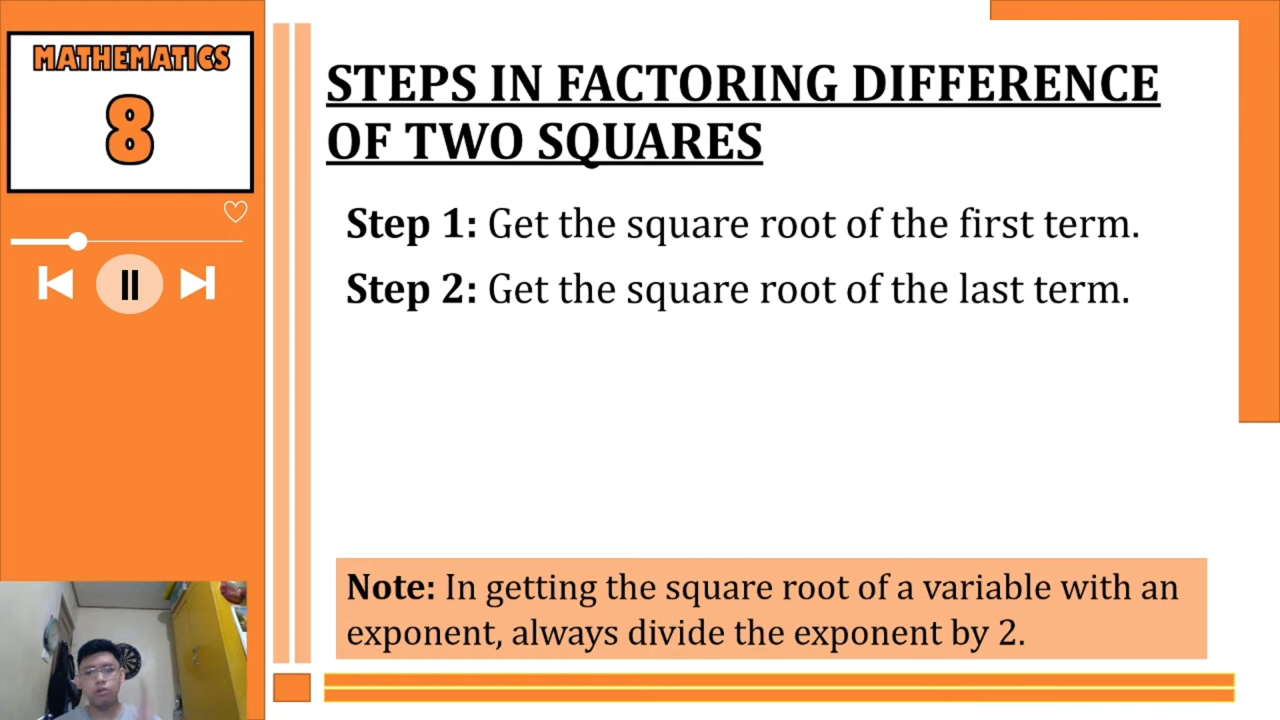 MATHEMATICS
8
STEPS IN FACTORING DIFFERENCE
OF TWO SQUARES
Step 1: Get the square root of the first term.
Step 2: Get the square root of the last term.
Note: In getting the square root of a variable with an
exponent, always divide the exponent by 2.